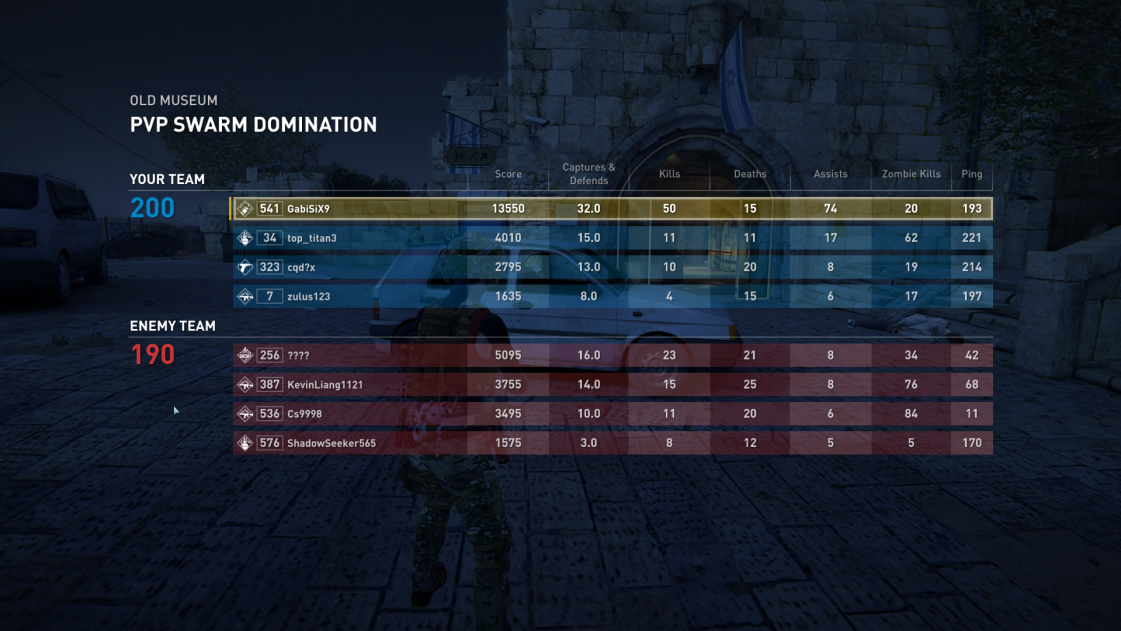 OLD MUSEUM
PVP SWARM DOMINATION
YOUR TEAM Score Captures & Defends Kills Deaths Assists Zombie Kills Ping
200
541 GabiSiX9 13550 32.0 50 15 74 20 193
34 top_titan3 4010 15.0 11 11 17 62 221
323 cqd?x 2795 13.0 10 20 8 19 214
7 zulus123 1635 8.0 4 15 6 17 197
ENEMY TEAM
190
256 ???? 5095 16.0 23 21 8 34 42
387 KevinLiang1121 3755 14.0 15 25 8 76 68
536 Cs9998 3495 10.0 11 20 6 84 11
576 ShadowSeeker565 1575 3.0 8 12 5 5 170